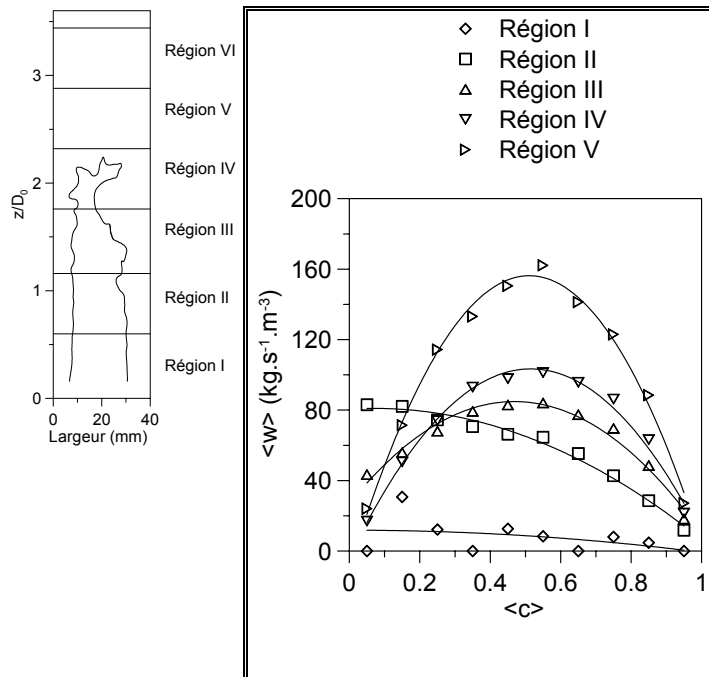 Région VI
Région V
Région IV
Région III
Région II
Région I
3
2
1
0
z/D0
0 20 40
Largeur (mm)
Région I
Région II
Région III
Région IV
Région V
200
160
120
80
40
0
<w> (kg.s-1.m-3)
0 0.2 0.4 0.6 0.8 1
<c>